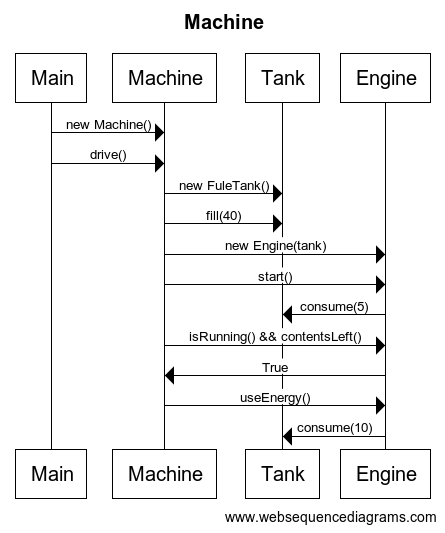 Machine
Main Machine Tank Engine
new Machine()
drive()
new FuleTank()
fill(40)
new Engine(tank)
start()
consume(5)
isRunning() && contentsLeft()
True
useEnergy()
consume(10)
Main Machine Tank Engine
www.websequencediagrams.com